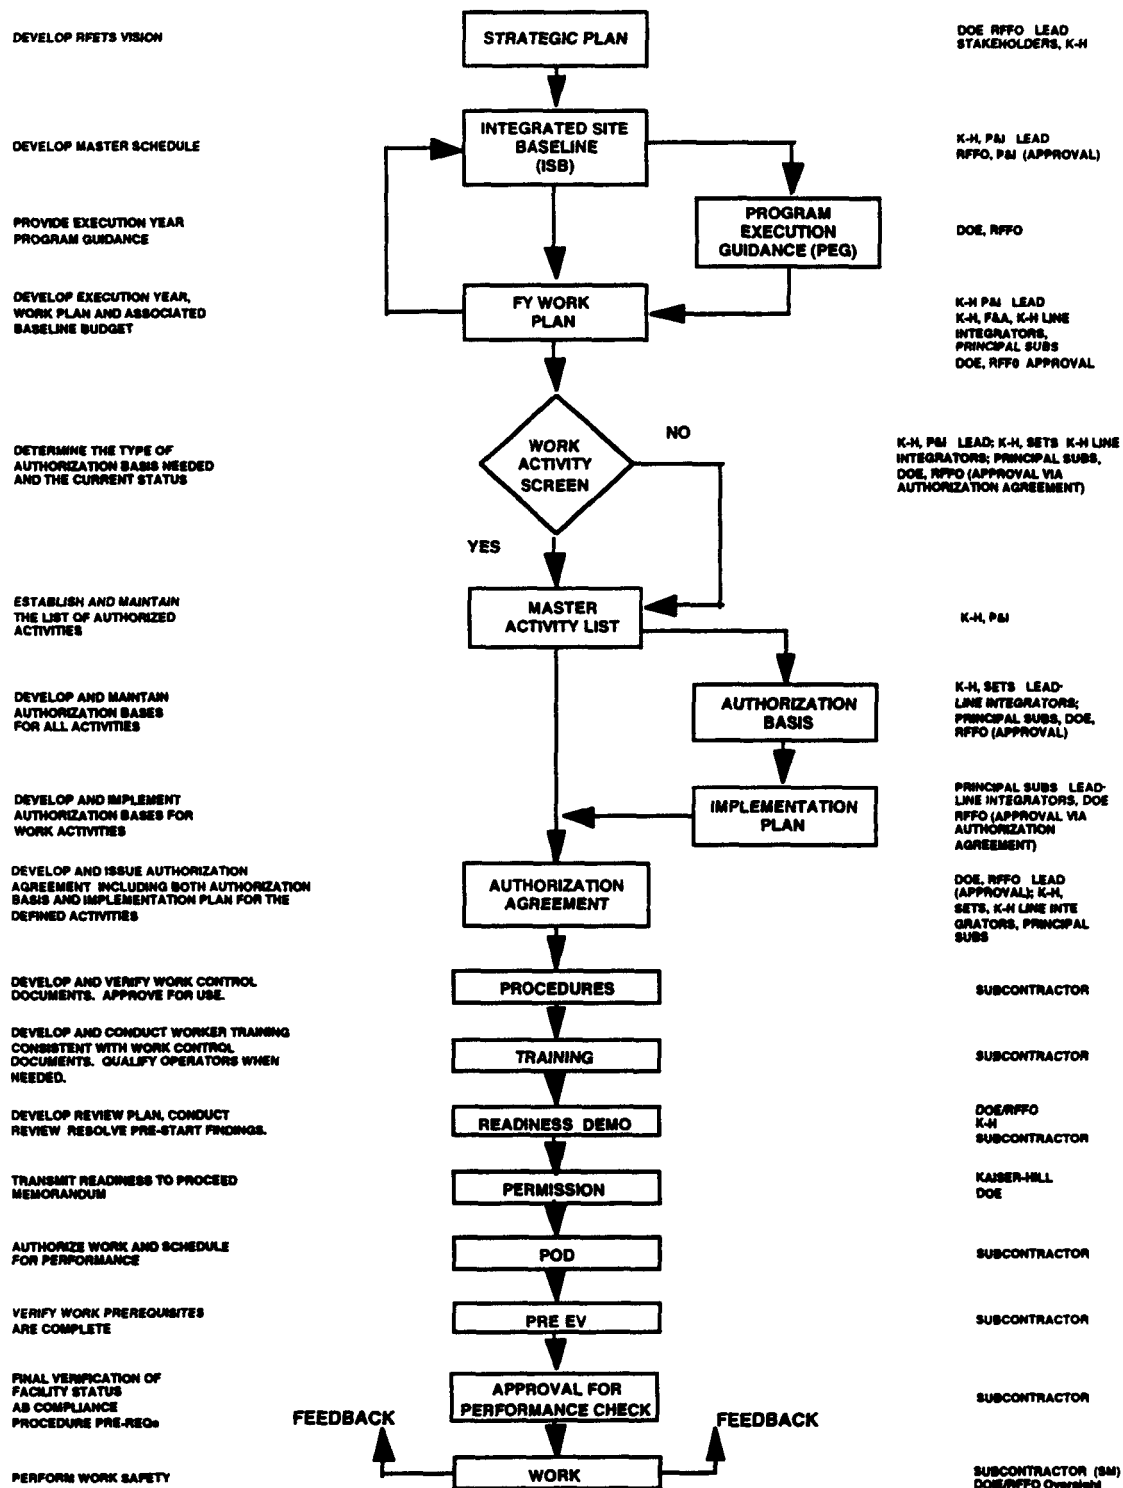 DEVELOP RFETS VISION
STRATEGIC PLAN
DOE RFFO LEAD
STAKEHOLDERS, K-H
DEVELOP MASTER SCHEDULE
INTEGRATED SITE
BASELINE
(ISB)
K-H, P&I LEAD
RFFO, P&I (APPROVAL)
PROVIDE EXECUTION YEAR
PROGRAM GUIDANCE
PROGRAM
EXECUTION
GUIDANCE (PEG)
DOE, RFFO
DEVELOP EXECUTION YEAR,
WORK PLAN AND ASSOCIATED
BASELINE BUDGET
FY WORK
PLAN
K-H P&I LEAD
K-H, F&A, K-H LINE
INTEGRATORS,
PRINCIPAL SUBS
DOE, RFFO APPROVAL
DETERMINE THE TYPE OF
AUTHORIZATION BASIS NEEDED
AND THE CURRENT STATUS
WORK
ACTIVITY
SCREEN
NO
YES
K-H, P&I LEAD; K-H, SETS K-H LINE
INTEGRATORS; PRINCIPAL SUBS,
DOE, RFFO (APPROVAL VIA
AUTHORIZATION AGREEMENT)
ESTABLISH AND MAINTAIN
THE LIST OF AUTHORIZED
ACTIVITIES
MASTER
ACTIVITY LIST
K-H, P&I
DEVELOP AND MAINTAIN
AUTHORIZATION BASES
FOR ALL ACTIVITIES
AUTHORIZATION
BASIS
K-H, SETS LEAD-
LINE INTEGRATORS;
PRINCIPAL SUBS, DOE,
RFFO (APPROVAL)
DEVELOP AND IMPLEMENT
AUTHORIZATION BASES FOR
WORK ACTIVITIES
IMPLEMENTATION
PLAN
PRINCIPAL SUBS LEAD-
LINE INTEGRATORS, DOE
RFFO (APPROVAL VIA
AUTHORIZATION
AGREEMENT)
DEVELOP AND ISSUE AUTHORIZATION
AGREEMENT INCLUDING BOTH AUTHORIZATION
BASIS AND IMPLEMENTATION PLAN FOR THE
DEFINED ACTIVITIES
AUTHORIZATION
AGREEMENT
DOE, RFFO LEAD
(APPROVAL); K-H,
SETS, K-H LINE INTE
GRATORS, PRINCIPAL
SUBS
DEVELOP AND VERIFY WORK CONTROL
DOCUMENTS. APPROVE FOR USE.
PROCEDURES
SUBCONTRACTOR
DEVELOP AND CONDUCT WORKER TRAINING
CONSISTENT WITH WORK CONTROL
DOCUMENTS. QUALIFY OPERATORS WHEN
NEEDED.
TRAINING
SUBCONTRACTOR
DEVELOP REVIEW PLAN, CONDUCT
REVIEW RESOLVE PRE-START FINDINGS.
READINESS DEMO
DOE/RFFO
K-H
SUBCONTRACTOR
TRANSMIT READINESS TO PROCEED
MEMORANDUM
PERMISSION
KAISER-HILL
DOE
AUTHORIZE WORK AND SCHEDULE
FOR PERFORMANCE
POD
SUBCONTRACTOR
VERIFY WORK PREREQUISITES
ARE COMPLETE
PRE EV
SUBCONTRACTOR
FINAL VERIFICATION OF
FACILITY STATUS
AB COMPLIANCE
PROCEDURE PRE-REQs
APPROVAL FOR
PERFORMANCE CHECK
SUBCONTRACTOR
FEEDBACK
FEEDBACK
PERFORM WORK SAFETY
WORK
SUBCONTRACTOR (SM)
DOE/RFFO Oversight